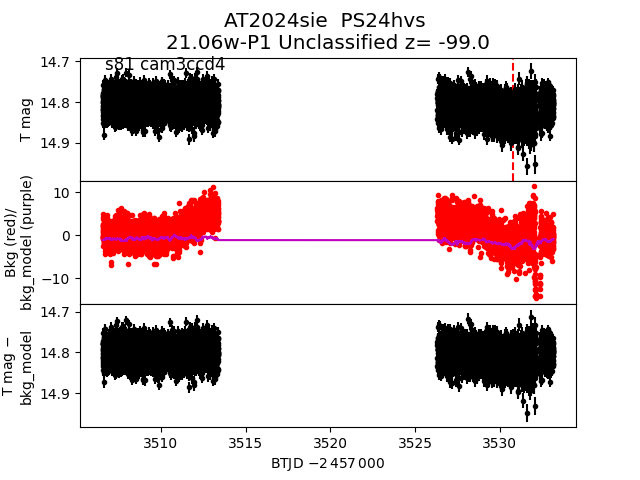 AT2024sie  PS24hvs
21.06w-P1 Unclassified z= -99.0
s81 cam3ccd4
14.7
14.8
14.9
T mag
10
0
−10
Bkg (red)/
bkg_model (purple)
14.7
14.8
14.9
T mag −
bkg_model
3510
3515
3520
3525
3530
BTJD −2 457 000